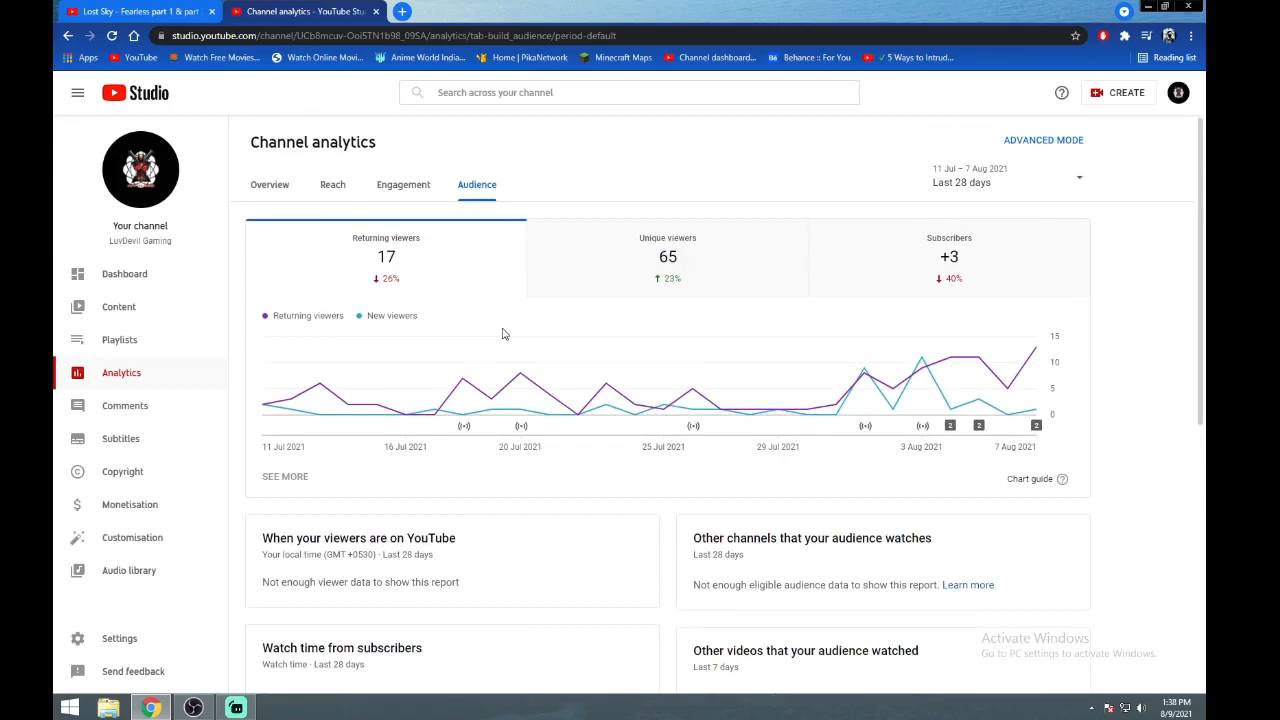 Lost Sky - Fearless part 1 & part
Channel analytics - YouTube Stu
studio.youtube.com/channel/UCb8mcuv-Ooi5TN1b98_09SA/analytics/tab-build_audience/period-default
Apps
YouTube
Watch Free Movies...
Watch Online Movi...
Anime World India...
Home | PikaNetwork
Minecraft Maps
Channel dashboard...
Behance :: For You
✓ 5 Ways to Intrud...
Reading list
Studio
Search across your channel
CREATE
Channel analytics
ADVANCED MODE
11 Jul – 7 Aug 2021
Last 28 days
Overview
Reach
Engagement
Audience
Your channel
LuvDevil Gaming
Dashboard
Content
Playlists
Analytics
Comments
Subtitles
Copyright
Monetisation
Customisation
Audio library
Settings
Send feedback
Returning viewers
17
26%
Unique viewers
65
23%
Subscribers
+3
40%
Returning viewers
New viewers
15
10
5
0
2
2
2
11 Jul 2021
16 Jul 2021
20 Jul 2021
25 Jul 2021
29 Jul 2021
3 Aug 2021
7 Aug 2021
SEE MORE
Chart guide
When your viewers are on YouTube
Your local time (GMT +0530) · Last 28 days
Not enough viewer data to show this report
Other channels that your audience watches
Last 28 days
Not enough eligible audience data to show this report. Learn more
Watch time from subscribers
Watch time · Last 28 days
Other videos that your audience watched
Last 7 days
Activate Windows
Go to PC settings to activate Windows.
1:38 PM
8/9/2021